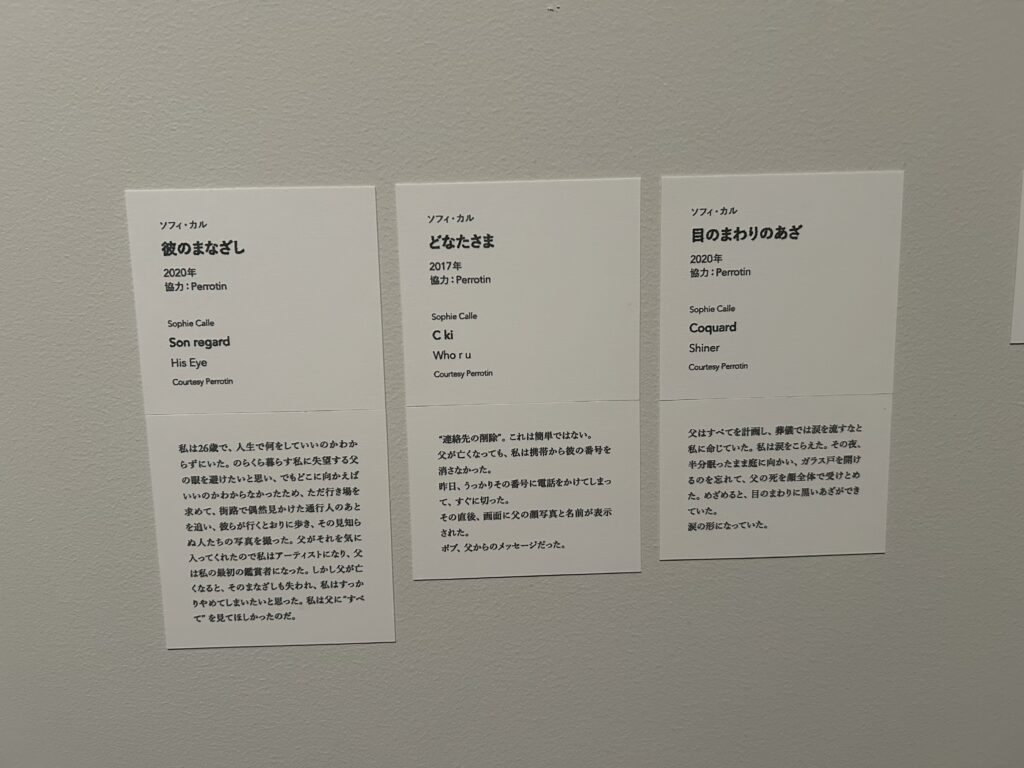 ソフィ・カル
彼のまなざし
2020年
協力：Perrotin
Sophie Calle
Son regard
His Eye
Courtesy Perrotin
私は26歳で、人生で何をしていいのかわか
らずにいた。のらくら暮らす私に失望する父
の眼を避けたいと思い、でもどこに向かえば
いいのかわからなかったため、ただ行き場を
求めて、街路で偶然見かけた通行人のあと
を追い、彼らが行くとおりに歩き、その見知ら
ぬ人たちの写真を撮った。父がそれを気に
入ってくれたので私はアーティストになり、父
は私の最初の鑑賞者になった。しかし父が亡
くなると、そのまなざしも失われ、私はすっか
りやめてしまいたいと思った。私は父に“すべ
て” を見てほしかったのだ。
ソフィ・カル
どなたさま
2017年
協力：Perrotin
Sophie Calle
C ki
Who r u
Courtesy Perrotin
“連絡先の削除”。これは簡単ではない。
父が亡くなっても、私は携帯から彼の番号を
消さなかった。
昨日、うっかりその番号に電話をかけてしまっ
て、すぐに切った。
その直後、画面に父の顔写真と名前が表示
された。
ボブ、父からのメッセージだった。
ソフィ・カル
目のまわりのあざ
2020年
協力：Perrotin
Sophie Calle
Coquard
Shiner
Courtesy Perrotin
父はすべてを計画し、葬儀では涙を流すなと
私に命じていた。私は涙をこらえた。その夜、
半分眠ったまま庭に向かい、ガラス戸を開け
るのを忘れて、父の死を顔全体で受けとめ
た。めざめると、目のまわりに黒いあざができ
ていた。
涙の形になっていた。